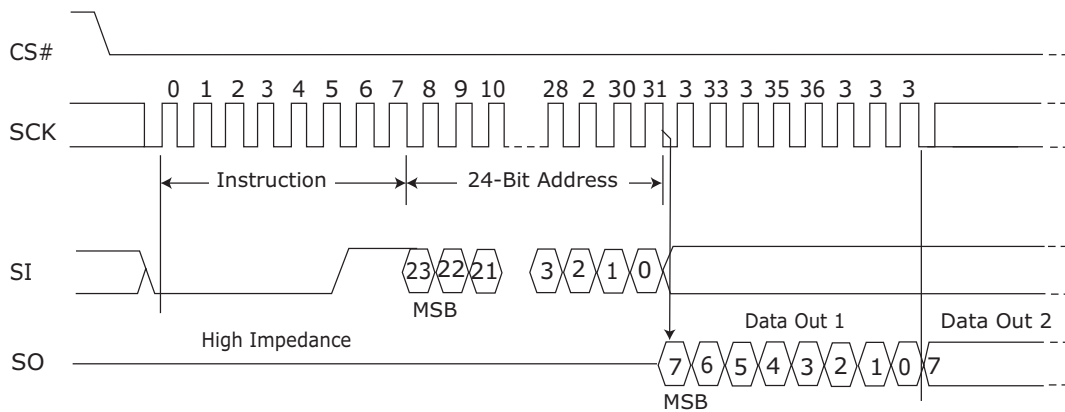 CS#
0 1 2 3 4 5 6 7 8 9 10 28 2 30 31 3 33 3 35 36 3 3 3
SCK
Instruction 24-Bit Address
SI 23 22 21 3 2 1 0
MSB
High Impedance Data Out 1 Data Out 2
SO 7 6 5 4 3 2 1 0 7
MSB